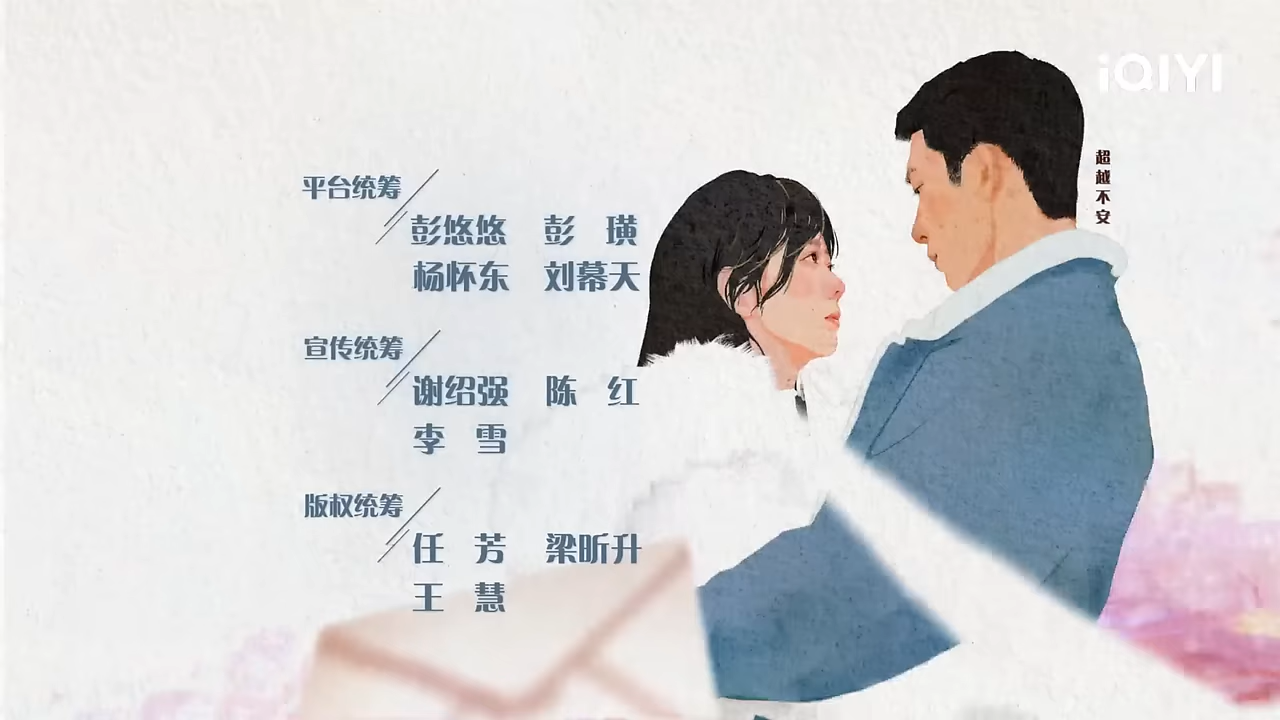 iQIYI
超越不安
平台统筹
彭悠悠 彭 璜
杨怀东 刘幕天
宣传统筹
谢绍强 陈 红
李 雪
版权统筹
任 芳 梁昕升
王 慧